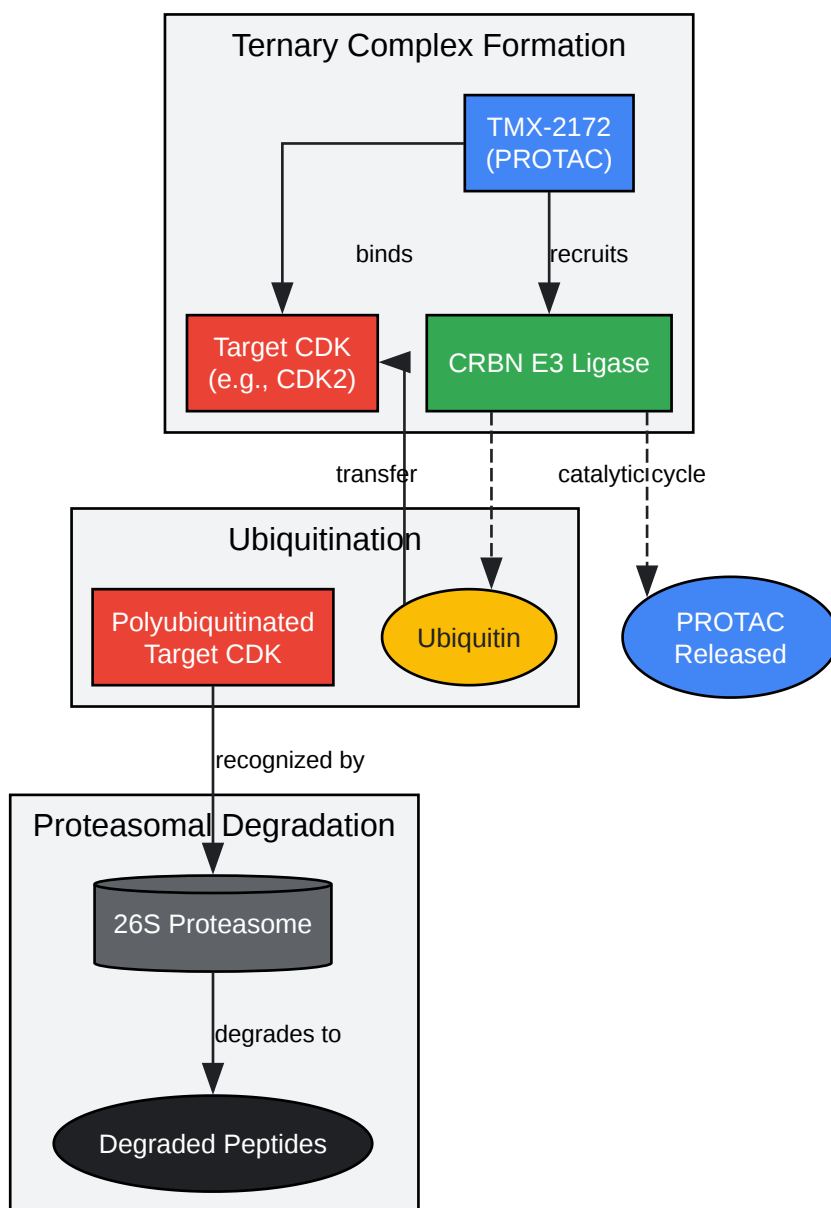 Ternary Complex Formation
TMX-2172
(PROTAC)
binds
recruits
Target CDK
(e.g., CDK2)
CRBN E3 Ligase
transfer
catalytic cycle
Ubiquitination
Polyubiquitinated
Target CDK
Ubiquitin
PROTAC
Released
recognized by
Proteasomal Degradation
26S Proteasome
degrades to
Degraded Peptides